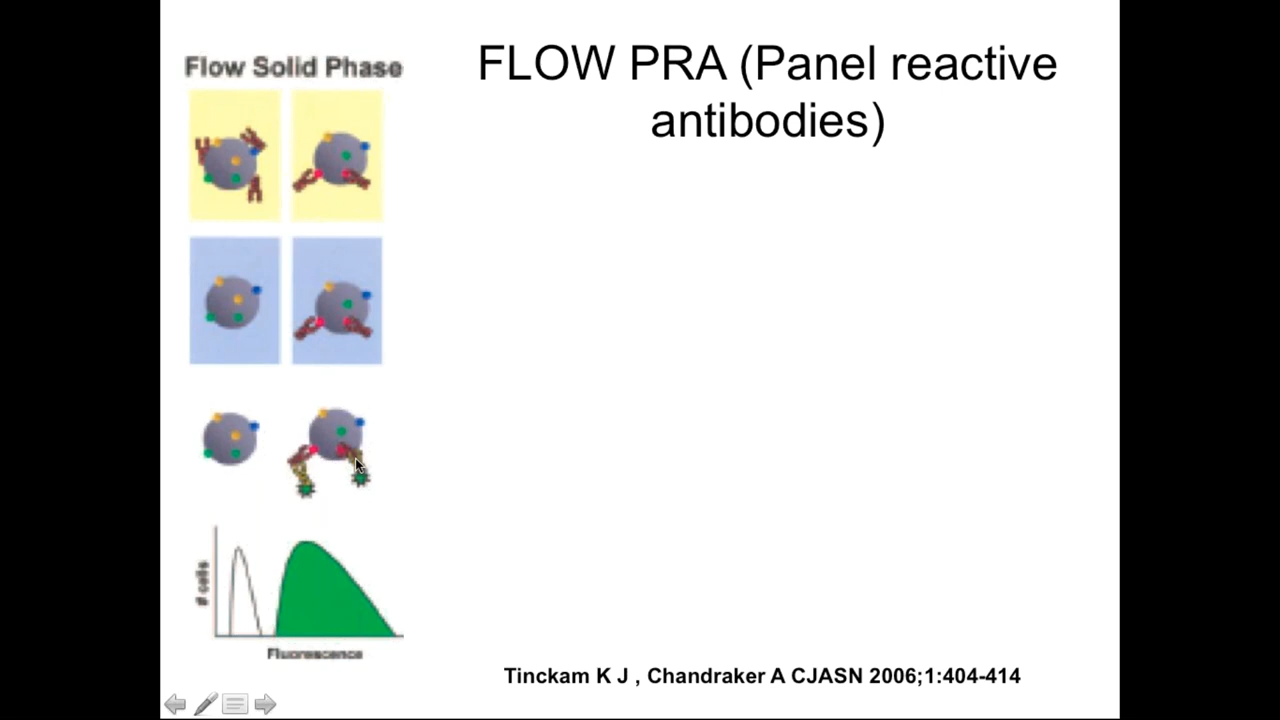 Flow Solid Phase
FLOW PRA (Panel reactive
antibodies)
# cells
Fluorescence
Tinckam K J , Chandraker A CJASN 2006;1:404-414